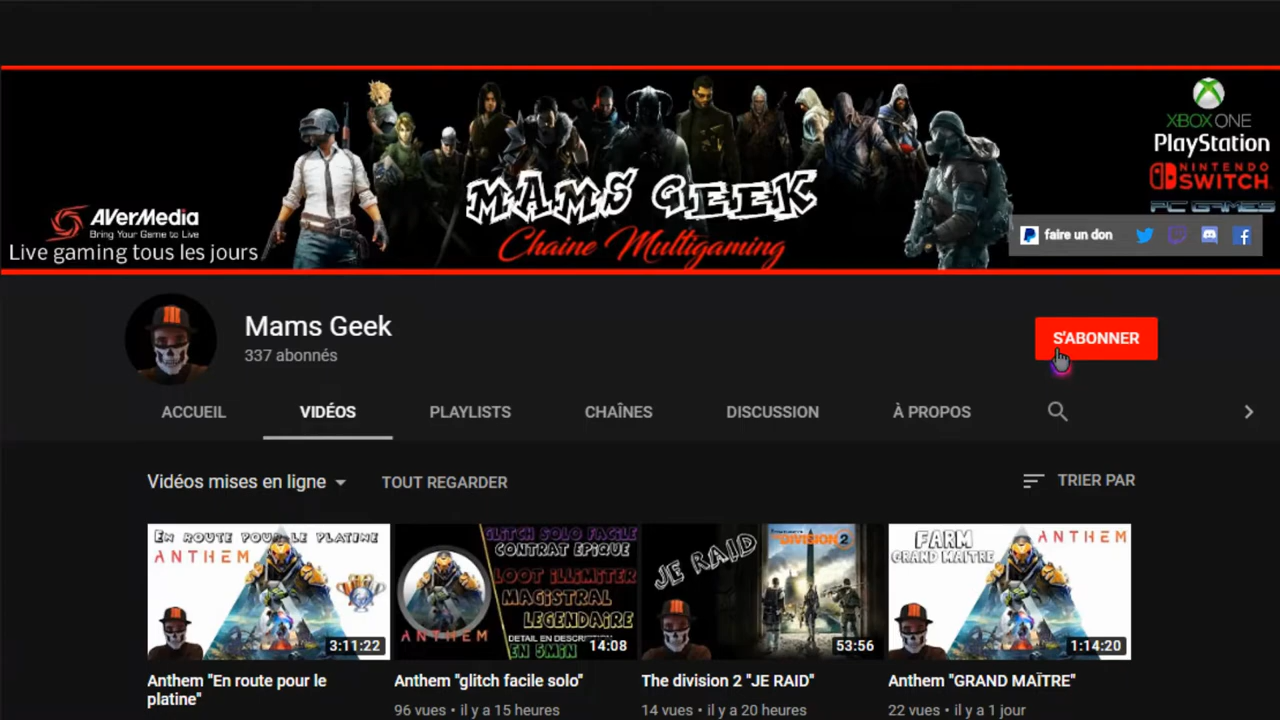 XBOX ONE
PlayStation
NINTENDO
SWITCH
PC GAMES
MAMS GEEK
Chaine Multigaming
AVerMedia
Bring Your Game to Live
Live gaming tous les jours
faire un don
Mams Geek
337 abonnés
S'ABONNER
ACCUEIL
VIDÉOS
PLAYLISTS
CHAÎNES
DISCUSSION
À PROPOS
Vidéos mises en ligne
TOUT REGARDER
TRIER PAR
EN ROUTE POUR LE PLATINE
ANTHEM
3:11:22
GLITCH SOLO FACILE
CONTRAT EPIQUE
LOOT ILLIMITER
MAGISTRAL
LEGENDAIRE
ANTHEM
DETAIL EN DESCRIPTION
EN 5MIN
14:08
JE RAID
THE DIVISION 2
53:56
FARM
GRAND MAITRE
ANTHEM
1:14:20
Anthem "En route pour le
platine"
Anthem "glitch facile solo"
96 vues • il y a 15 heures
The division 2 "JE RAID"
14 vues • il y a 20 heures
Anthem "GRAND MAÏTRE"
22 vues • il y a 1 jour